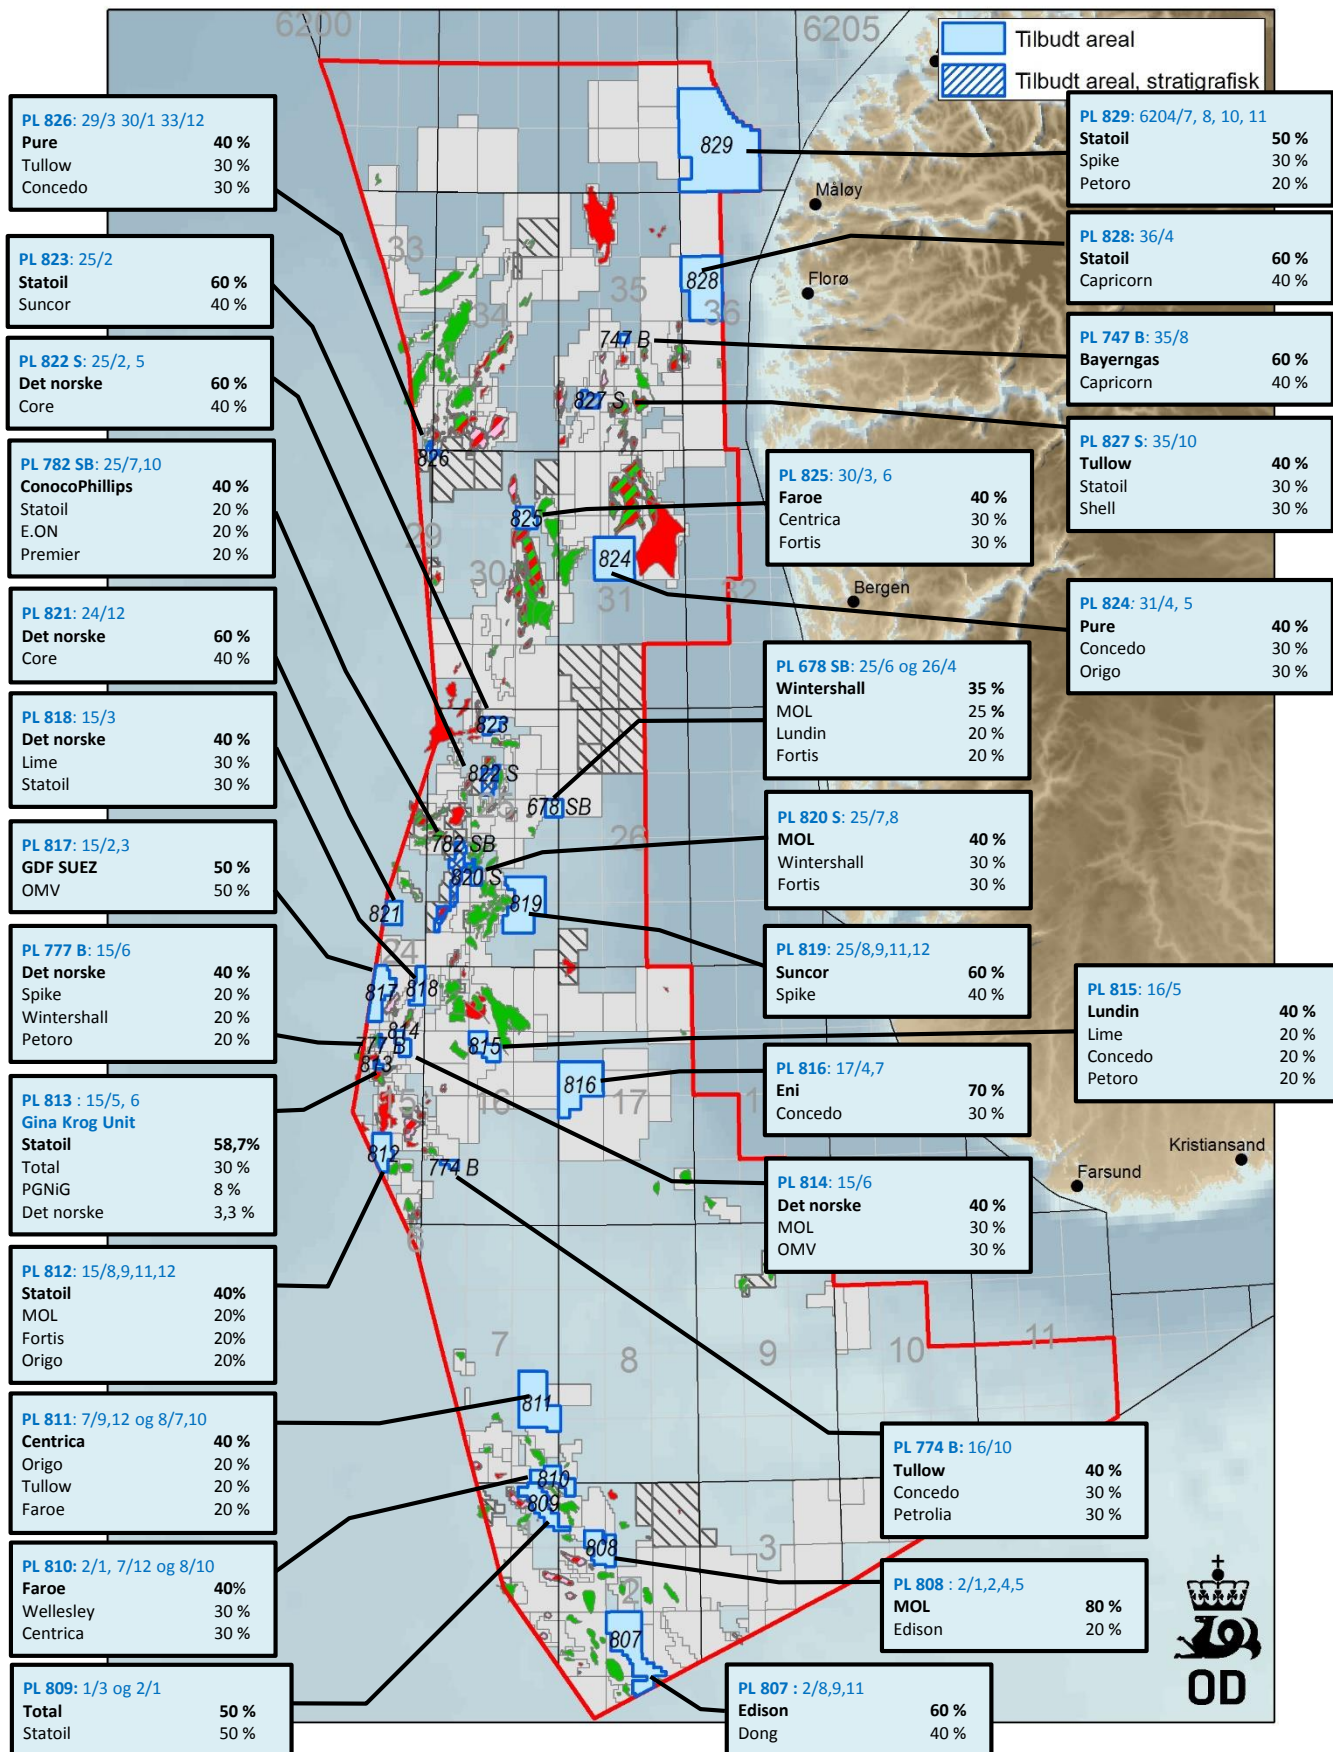 6200
6205
Tilbudt areal
Tilbudt areal, stratigrafisk
PL 826: 29/3 30/1 33/12
Pure 40 %
Tullow 30 %
Concedo 30 %
PL 823: 25/2
Statoil 60 %
Suncor 40 %
PL 822 S: 25/2, 5
Det norske 60 %
Core 40 %
PL 782 SB: 25/7,10
ConocoPhillips 40 %
Statoil 20 %
E.ON 20 %
Premier 20 %
PL 821: 24/12
Det norske 60 %
Core 40 %
PL 818: 15/3
Det norske 40 %
Lime 30 %
Statoil 30 %
PL 817: 15/2,3
GDF SUEZ 50 %
OMV 50 %
PL 777 B: 15/6
Det norske 40 %
Spike 20 %
Wintershall 20 %
Petoro 20 %
PL 813 : 15/5, 6
Gina Krog Unit
Statoil 58,7%
Total 30 %
PGNiG 8 %
Det norske 3,3 %
PL 812: 15/8,9,11,12
Statoil 40%
MOL 20%
Fortis 20%
Origo 20%
PL 811: 7/9,12 og 8/7,10
Centrica 40 %
Origo 20 %
Tullow 20 %
Faroe 20 %
PL 810: 2/1, 7/12 og 8/10
Faroe 40%
Wellesley 30 %
Centrica 30 %
PL 809: 1/3 og 2/1
Total 50 %
Statoil 50 %
PL 829: 6204/7, 8, 10, 11
Statoil 50 %
Spike 30 %
Petoro 20 %
PL 828: 36/4
Statoil 60 %
Capricorn 40 %
PL 747 B: 35/8
Bayerngas 60 %
Capricorn 40 %
PL 827 S: 35/10
Tullow 40 %
Statoil 30 %
Shell 30 %
PL 825: 30/3, 6
Faroe 40 %
Centrica 30 %
Fortis 30 %
PL 824: 31/4, 5
Pure 40 %
Concedo 30 %
Origo 30 %
PL 678 SB: 25/6 og 26/4
Wintershall 35 %
MOL 25 %
Lundin 20 %
Fortis 20 %
PL 820 S: 25/7,8
MOL 40 %
Wintershall 30 %
Fortis 30 %
PL 819: 25/8,9,11,12
Suncor 60 %
Spike 40 %
PL 815: 16/5
Lundin 40 %
Lime 20 %
Concedo 20 %
Petoro 20 %
PL 816: 17/4,7
Eni 70 %
Concedo 30 %
PL 814: 15/6
Det norske 40 %
MOL 30 %
OMV 30 %
PL 774 B: 16/10
Tullow 40 %
Concedo 30 %
Petrolia 30 %
PL 808 : 2/1,2,4,5
MOL 80 %
Edison 20 %
PL 807 : 2/8,9,11
Edison 60 %
Dong 40 %
829
Måløy
33
828
Florø
35
34
36
747 B
827 S
826
825
29
824
30
31
32
Bergen
823
822 S
678 SB
26
782 SB
820 S
819
821
24
817
818
814
777 B
815
813
816
15
16
17
812
774 B
Kristiansand
Farsund
6
7
8
9
10
11
811
810
809
808
3
2
807
OD